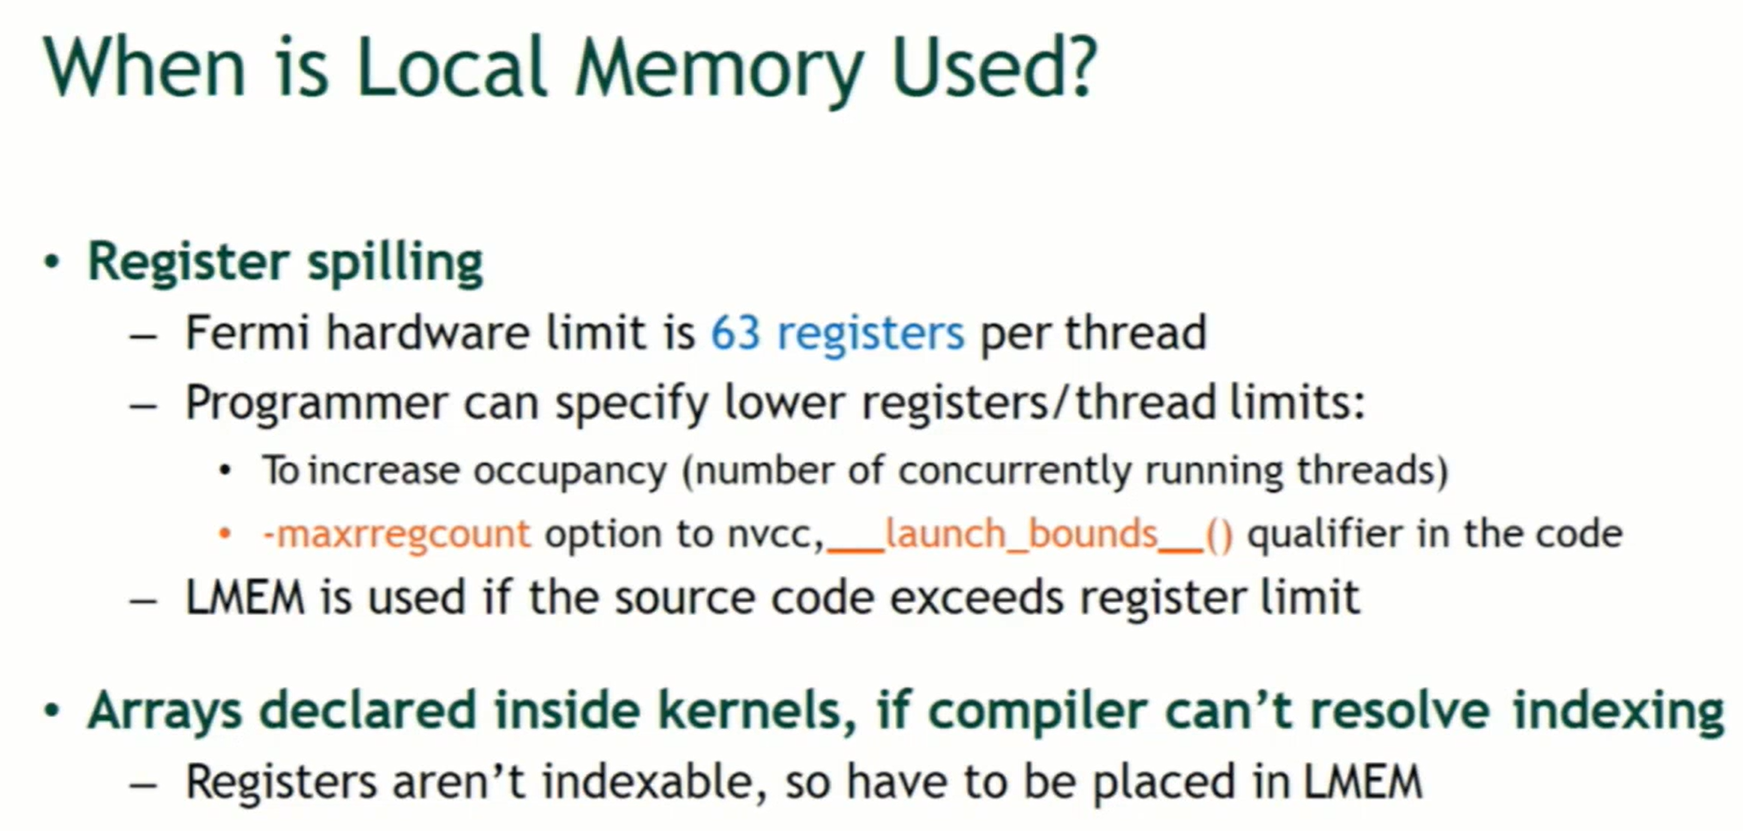 When is Local Memory Used?
• Register spilling
– Fermi hardware limit is 63 registers per thread
– Programmer can specify lower registers/thread limits:
• To increase occupancy (number of concurrently running threads)
• -maxrregcount option to nvcc,__launch_bounds__() qualifier in the code
– LMEM is used if the source code exceeds register limit
• Arrays declared inside kernels, if compiler can’t resolve indexing
– Registers aren’t indexable, so have to be placed in LMEM